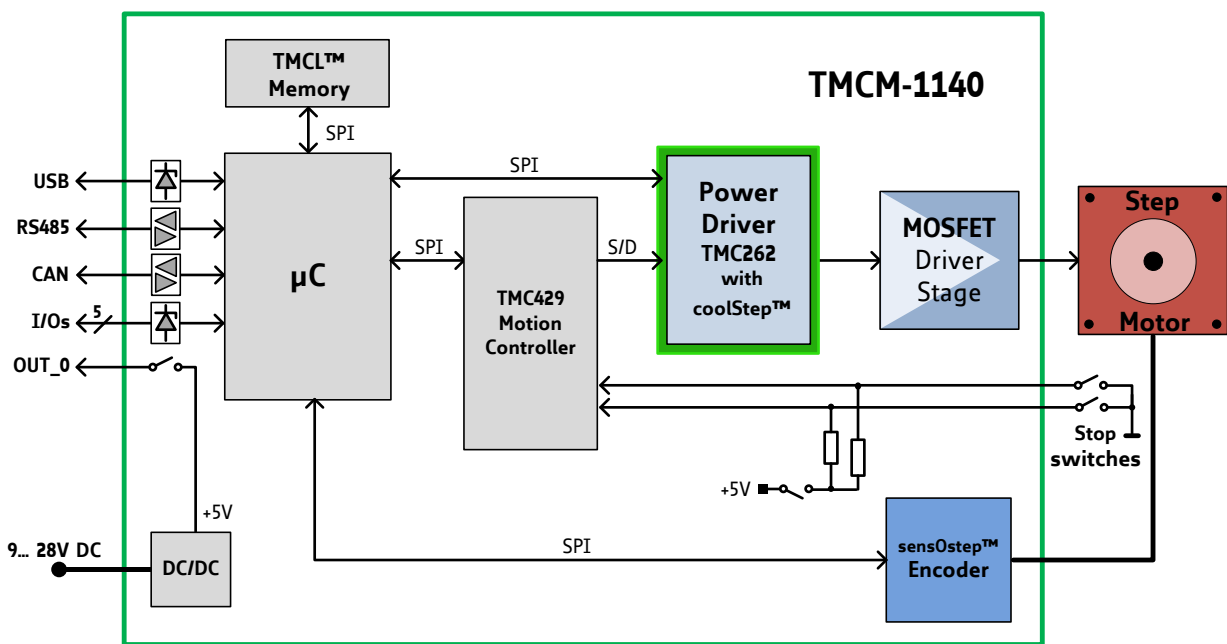 TMCL™
Memory
TMCM-1140
SPI
USB
RS485
CAN
I/Os
5
OUT_0
µC
SPI
SPI
TMC429
Motion
Controller
S/D
Power
Driver
TMC262
with
coolStep™
MOSFET
Driver
Stage
Step
Motor
Stop
switches
+5V
+5V
9... 28V DC
DC/DC
SPI
sensOstep™
Encoder